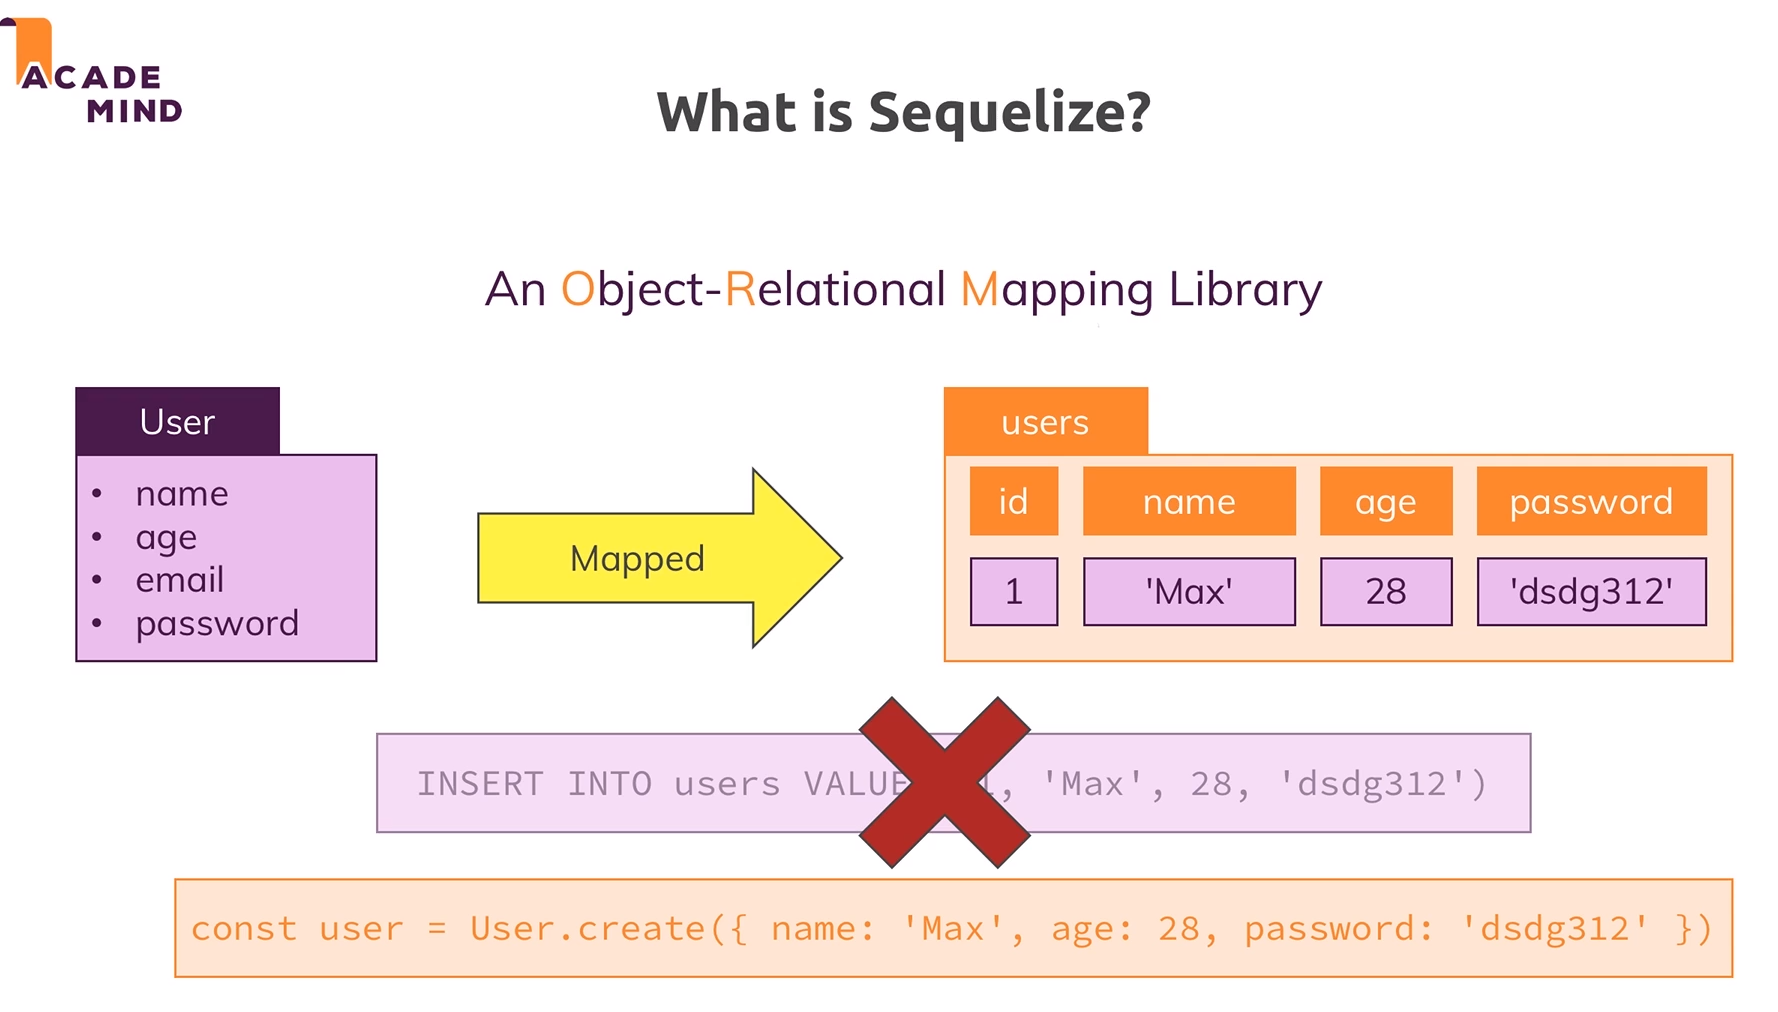 ACADE
MIND
What is Sequelize?
An Object-Relational Mapping Library
User
• name
• age
• email
• password
Mapped
users
id name age password
1 'Max' 28 'dsdg312'
INSERT INTO users 'Max', 28, 'dsdg312')
const user = User.create({ name: 'Max', age: 28, password: 'dsdg312' })